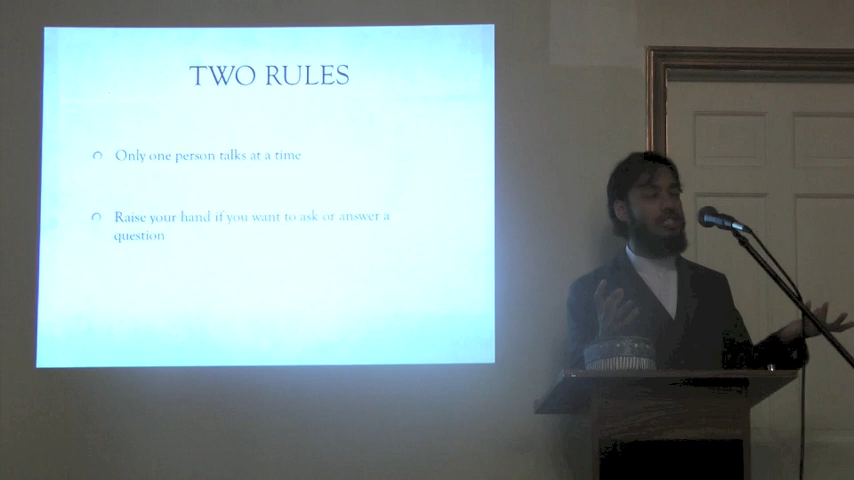 TWO RULES
Only one person talks at a time
Raise your hand if you want to ask or answer a
question